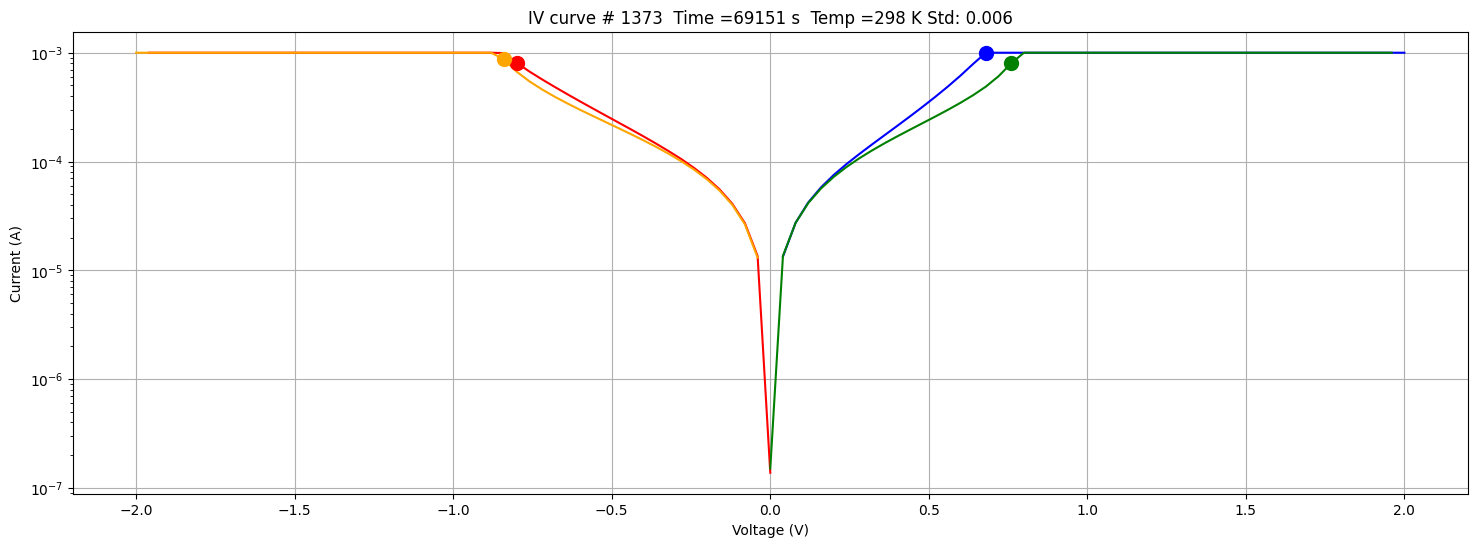 IV curve # 1373  Time =69151 s  Temp =298 K Std: 0.006
Current (A)
10⁻³
10⁻⁴
10⁻⁵
10⁻⁶
10⁻⁷
−2.0 −1.5 −1.0 −0.5 0.0 0.5 1.0 1.5 2.0
Voltage (V)